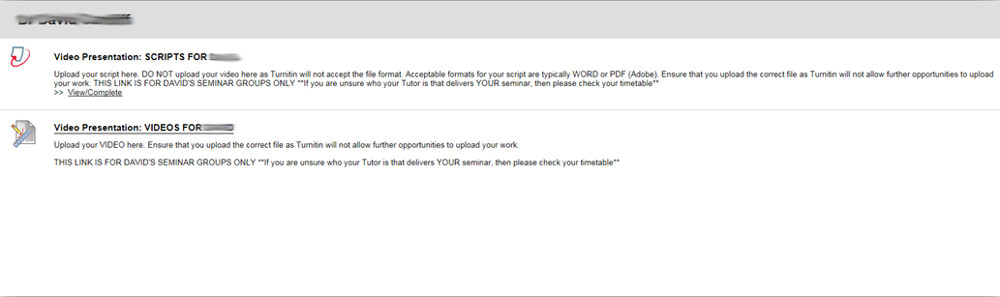 Video Presentation: SCRIPTS FOR
Upload your script here. DO NOT upload your video here as Turnitin will not accept the file format. Acceptable formats for your script are typically WORD or PDF (Adobe). Ensure that you upload the correct file as Turnitin will not allow further opportunities to upload
your work. THIS LINK IS FOR DAVID'S SEMINAR GROUPS ONLY **If you are unsure who your Tutor is that delivers YOUR seminar, then please check your timetable**
>> View/Complete
Video Presentation: VIDEOS FOR
Upload your VIDEO here. Ensure that you upload the correct file as Turnitin will not allow further opportunities to upload your work.
THIS LINK IS FOR DAVID'S SEMINAR GROUPS ONLY **If you are unsure who your Tutor is that delivers YOUR seminar, then please check your timetable**